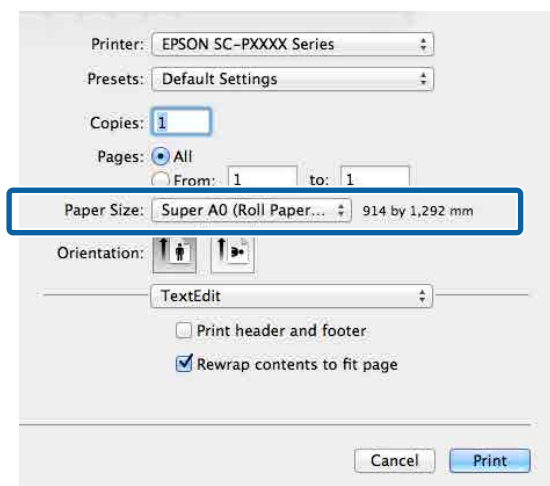 Printer: EPSON SC-PXXXX Series
Presets: Default Settings
Copies: 1
Pages: All
From: 1 to: 1
Paper Size: Super A0 (Roll Paper... 914 by 1,292 mm
Orientation:
TextEdit
Print header and footer
Rewrap contents to fit page
Cancel Print